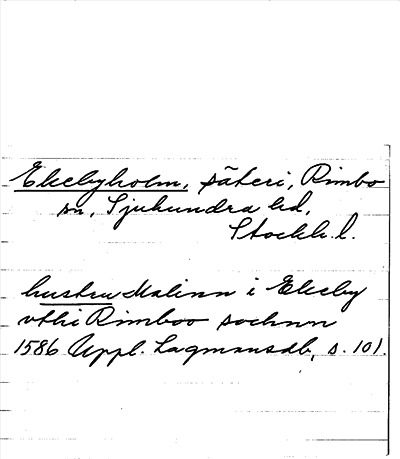 Ekebyholm, säteri, Rimbo
sn, Sjuhundra hd,
Stockh. l.
hustru Malinn i Ekeby
vthi Rimboo sochnn
1586 Uppl. Lagmansdb, s. 101.